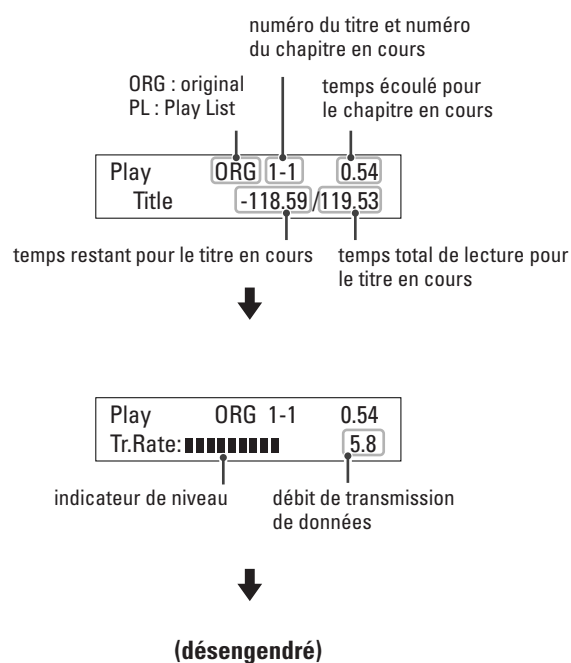 numéro du titre et numéro
du chapitre en cours
ORG : original
PL : Play List
temps écoulé pour
le chapitre en cours
Play ORG 1-1 0.54
Title -118.59/119.53
temps restant pour le titre en cours
temps total de lecture pour
le titre en cours
Play ORG 1-1 0.54
Tr.Rate: 5.8
indicateur de niveau
débit de transmission
de données
(désengendré)